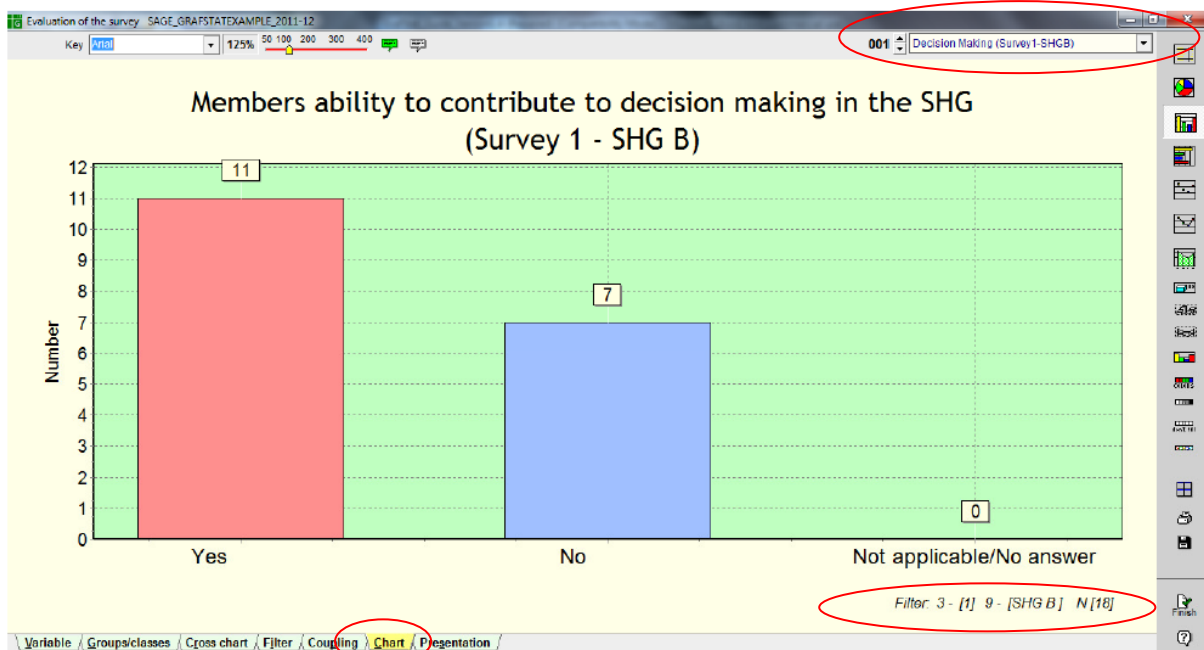 Evaluation of the survey SAGE_GRAFSTATEXAMPLE_2011-12
Key Arial 125% 50 100 200 300 400 001 Decision Making (Survey1-SHGB)
Members ability to contribute to decision making in the SHG
(Survey 1 - SHG B)
Number
12
11
10
9
8
7
6
5
4
3
2
1
0
11
7
0
Yes No Not applicable/No answer
Filter: 3 - [1] 9 - [SHG B ] N [18]
Variable Groups/classes Cross chart Filter Coupling Chart Presentation
Finish